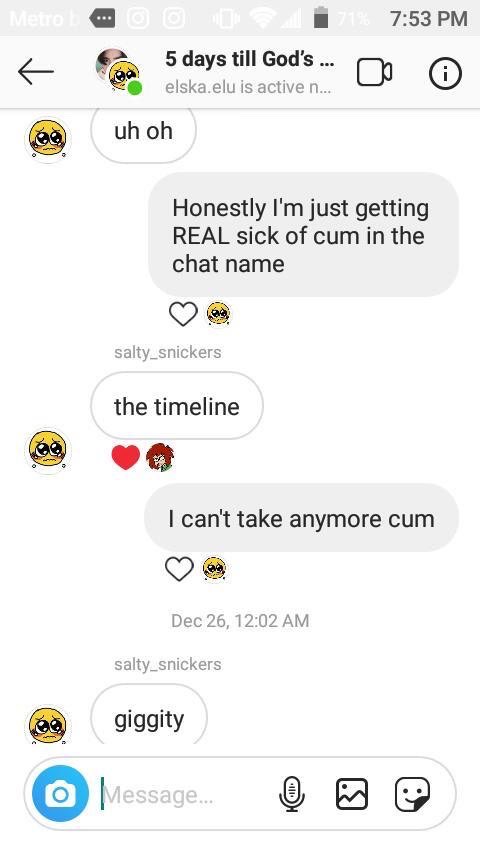 Metro b
71% 7:53 PM
5 days till God's ...
elska.elu is active n...
uh oh
Honestly I'm just getting
REAL sick of cum in the
chat name
salty_snickers
the timeline
I can't take anymore cum
Dec 26, 12:02 AM
salty_snickers
giggity
Message...